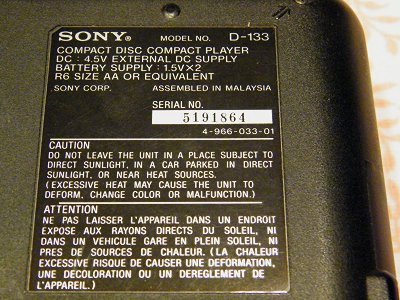 SONY® MODEL NO. D-133
COMPACT DISC COMPACT PLAYER
DC : 4.5V EXTERNAL DC SUPPLY
BATTERY SUPPLY : 1.5V×2
R6 SIZE AA OR EQUIVALENT
SONY CORP. ASSEMBLED IN MALAYSIA
SERIAL NO.
5191864
4-966-033-01
CAUTION
DO NOT LEAVE THE UNIT IN A PLACE SUBJECT TO
DIRECT SUNLIGHT, IN A CAR PARKED IN DIRECT
SUNLIGHT, OR NEAR HEAT SOURCES.
(EXCESSIVE HEAT MAY CAUSE THE UNIT TO
DEFORM, CHANGE COLOR OR MALFUNCTION.)
ATTENTION
NE PAS LAISSER L'APPAREIL DANS UN ENDROIT
EXPOSE AUX RAYONS DIRECTS DU SOLEIL, NI
DANS UN VEHICULE GARE EN PLEIN SOLEIL, NI
PRES DE SOURCES DE CHALEUR. (LA CHALEUR
EXCESSIVE RISQUE DE CAUSER UNE DEFORMATION,
UNE DECOLORATION OU UN DEREGLEMENT DE
L'APPAREIL.)